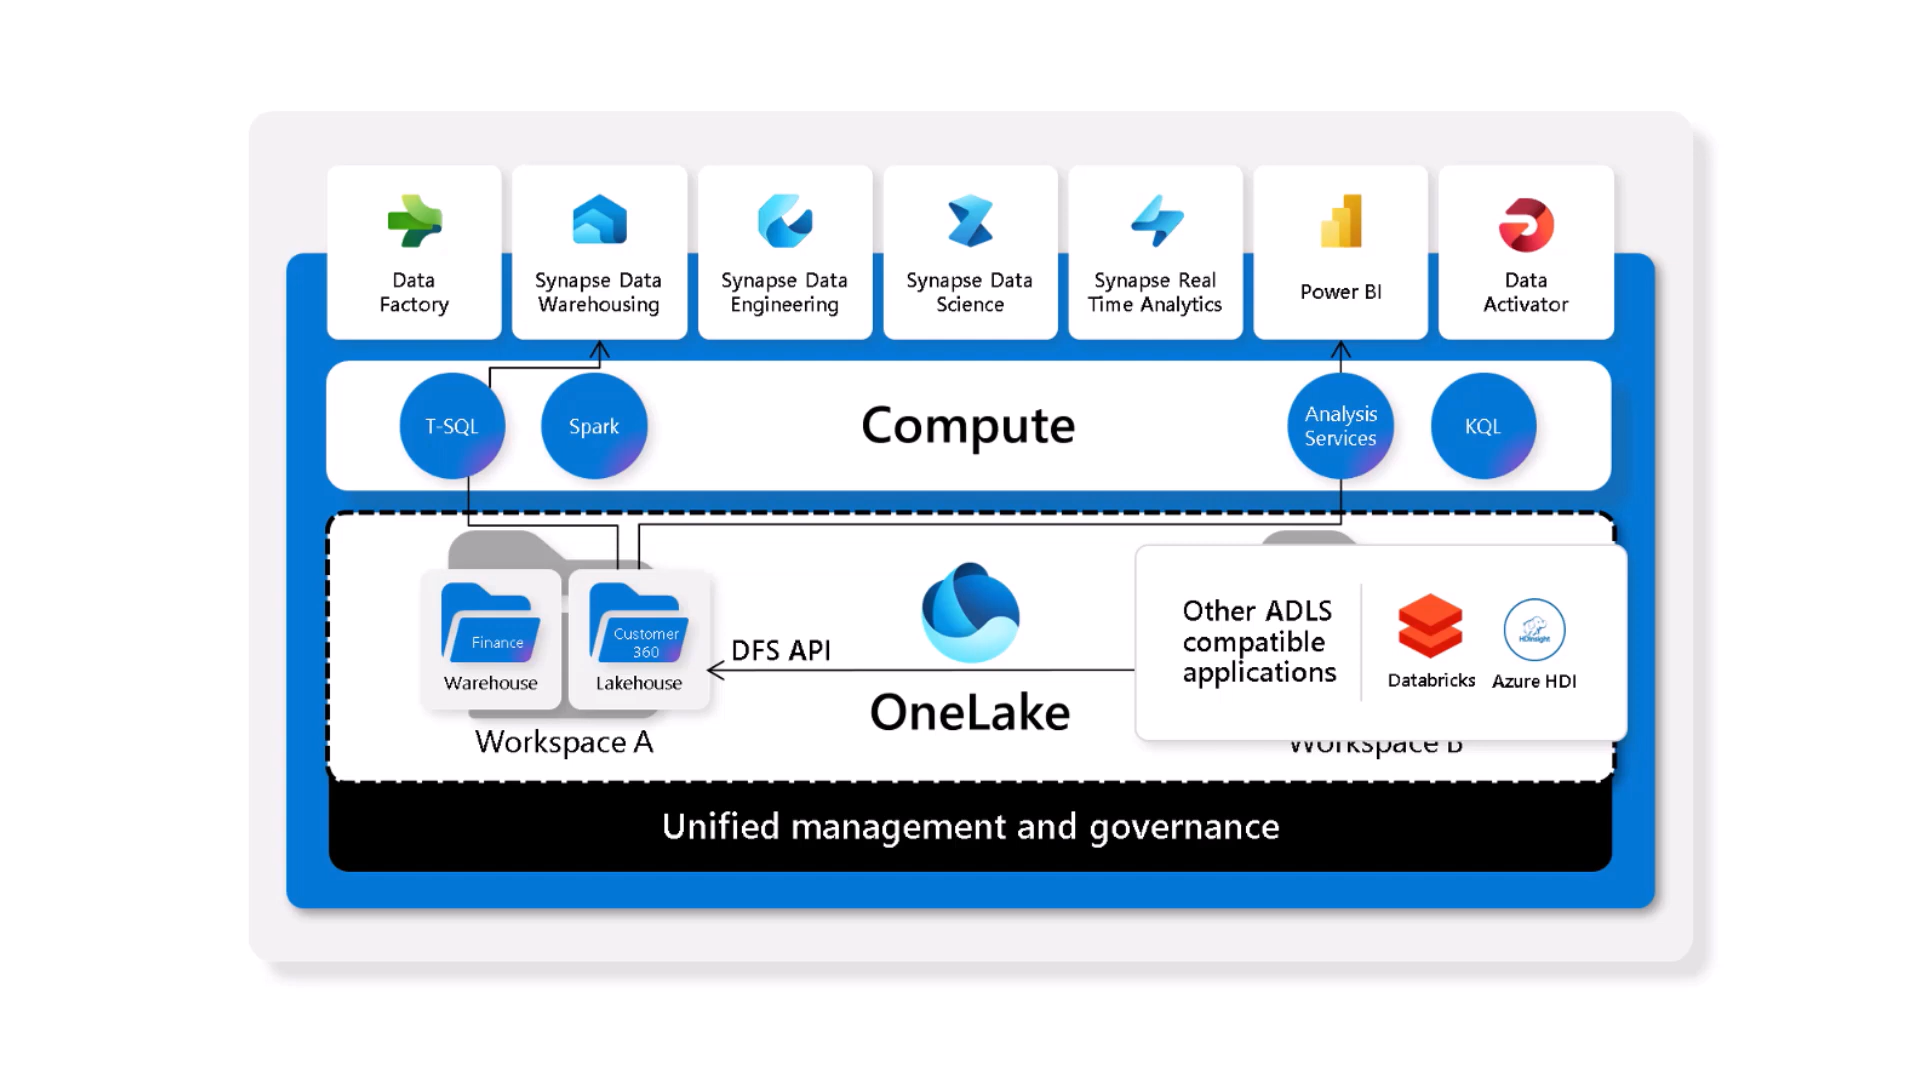 Data
Factory
Synapse Data
Warehousing
Synapse Data
Engineering
Synapse Data
Science
Synapse Real
Time Analytics
Power BI
Data
Activator
T-SQL
Spark
Compute
Analysis
Services
KQL
Finance
Warehouse
Customer
360
Lakehouse
Workspace A
DFS API
OneLake
Other ADLS
compatible
applications
Databricks
HDInsight
Azure HDI
Workspace B
Unified management and governance